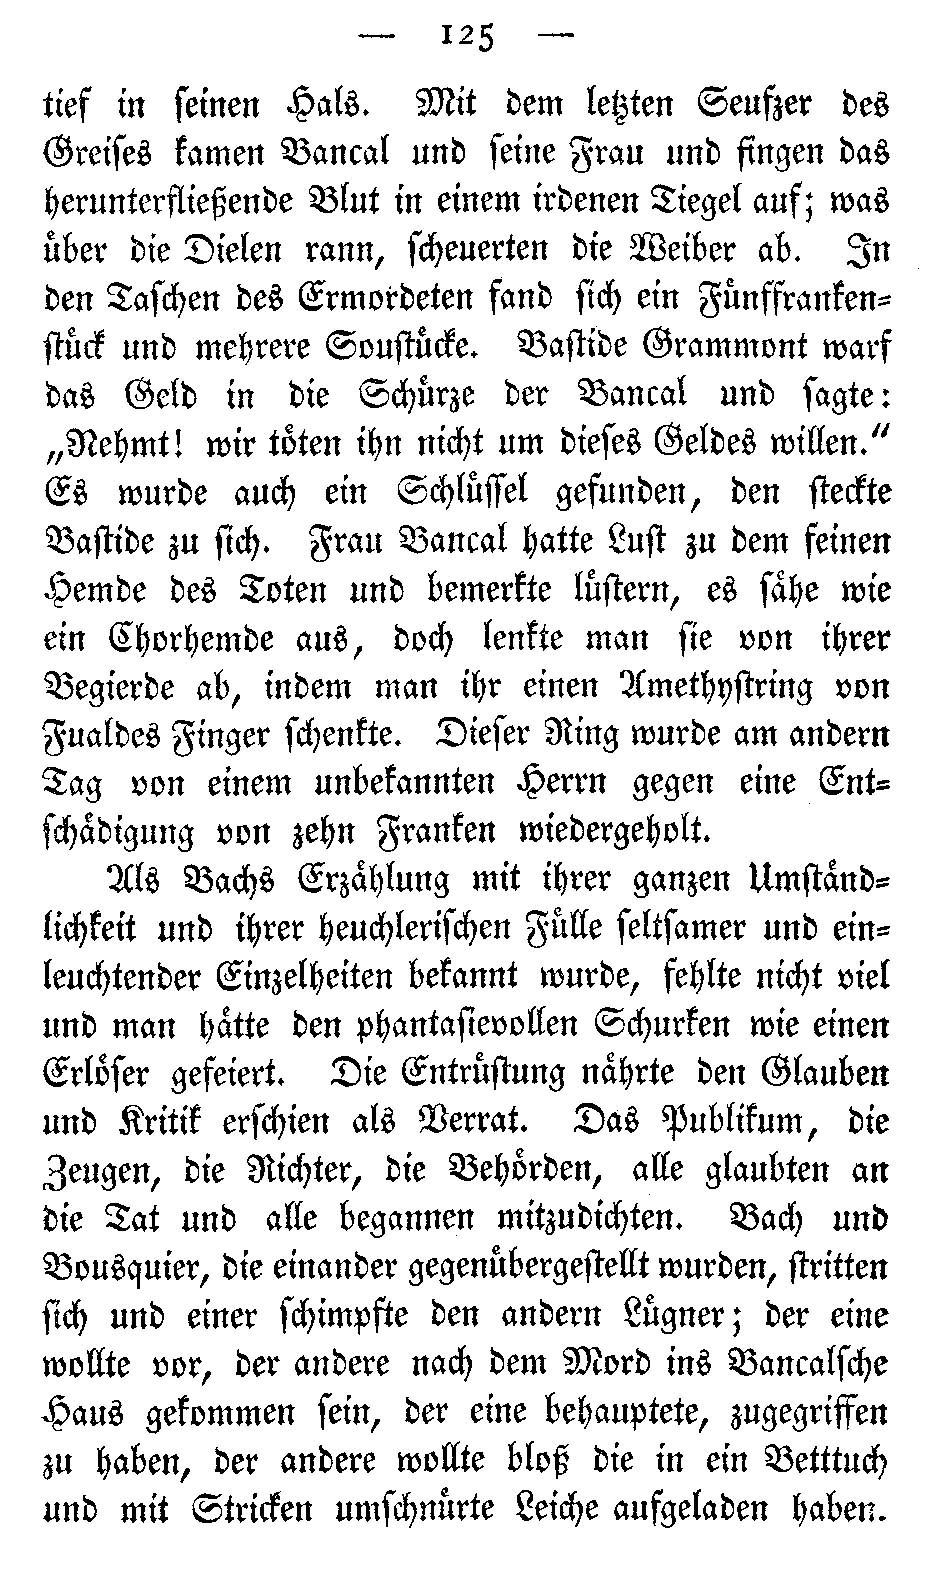 — 125 —
tief in seinen Hals. Mit dem letzten Seufzer des
Greises kamen Bancal und seine Frau und fingen das
herunterfließende Blut in einem irdenen Tiegel auf; was
über die Dielen rann, scheuerten die Weiber ab. In
den Taschen des Ermordeten fand sich ein Fünffranken-
stück und mehrere Soustücke. Bastide Grammont warf
das Geld in die Schürze der Bancal und sagte:
„Nehmt! wir töten ihn nicht um dieses Geldes willen.“
Es wurde auch ein Schlüssel gefunden, den steckte
Bastide zu sich. Frau Bancal hatte Lust zu dem feinen
Hemde des Toten und bemerkte lüstern, es sähe wie
ein Chorhemde aus, doch lenkte man sie von ihrer
Begierde ab, indem man ihr einen Amethystring von
Fualdes Finger schenkte. Dieser Ring wurde am andern
Tag von einem unbekannten Herrn gegen eine Ent-
schädigung von zehn Franken wiedergeholt.
Als Bachs Erzählung mit ihrer ganzen Umständ-
lichkeit und ihrer heuchlerischen Fülle seltsamer und ein-
leuchtender Einzelheiten bekannt wurde, fehlte nicht viel
und man hätte den phantasievollen Schurken wie einen
Erlöser gefeiert. Die Entrüstung nährte den Glauben
und Kritik erschien als Verrat. Das Publikum, die
Zeugen, die Richter, die Behörden, alle glaubten an
die Tat und alle begannen mitzudichten. Bach und
Bousquier, die einander gegenübergestellt wurden, stritten
sich und einer schimpfte den andern Lügner; der eine
wollte vor, der andere nach dem Mord ins Bancalsche
Haus gekommen sein, der eine behauptete, zugegriffen
zu haben, der andere wollte bloß die in ein Betttuch
und mit Stricken umschnürte Leiche aufgeladen haben.